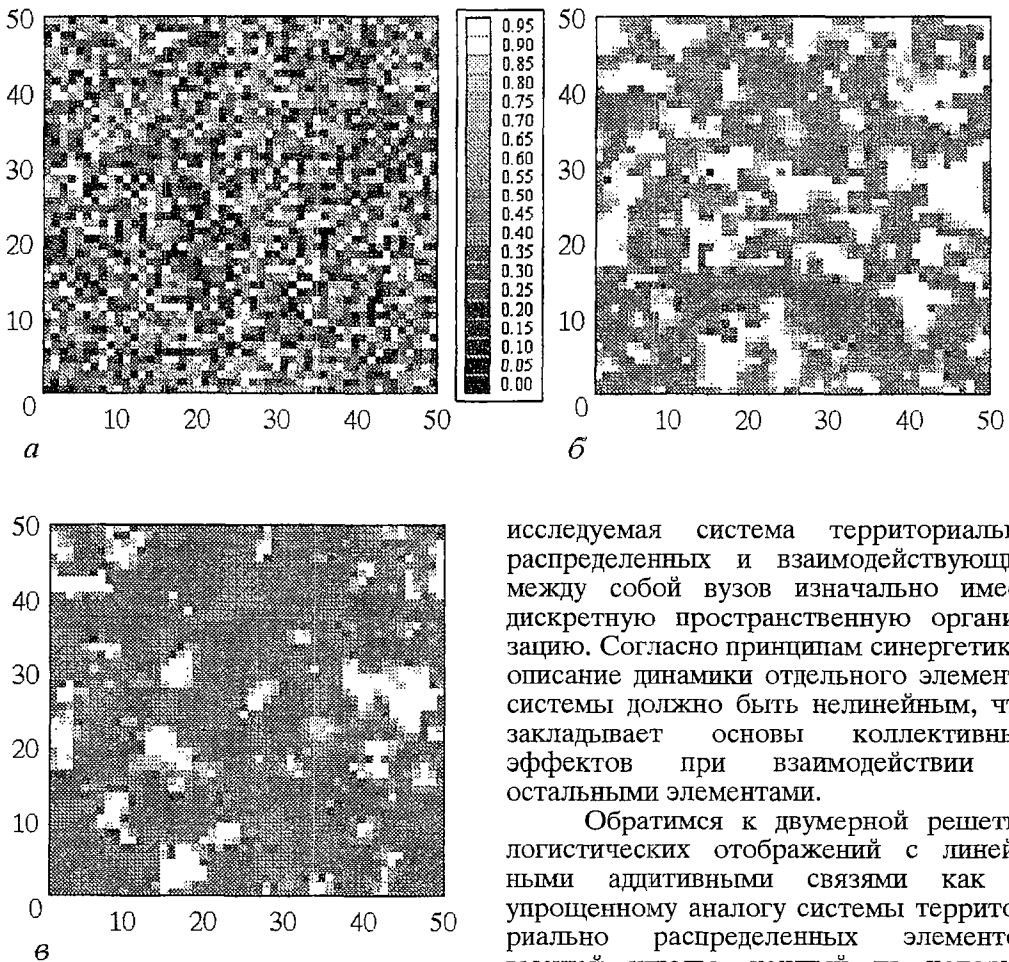 50
40
30
20
10
0
10 20 30 40 50
а
0.95
0.90
0.85
0.80
0.75
0.70
0.65
0.60
0.55
0.50
0.45
0.40
0.35
0.30
0.25
0.20
0.15
0.10
0.05
0.00
50
40
30
20
10
0
10 20 30 40 50
б
50
40
30
20
10
0
10 20 30 40 50
в
исследуемая система территориальн
распределенных и взаимодействующи
между собой вузов изначально име
дискретную пространственную органи
зацию. Согласно принципам синергетик
описание динамики отдельного элемент
системы должно быть нелинейным, чт
закладывает основы коллективны
эффектов при взаимодействии
остальными элементами.
Обратимся к двумерной решет
логистических отображений с линей
ными аддитивными связями как
упрощенному аналогу системы террито
риально распределенных элементо